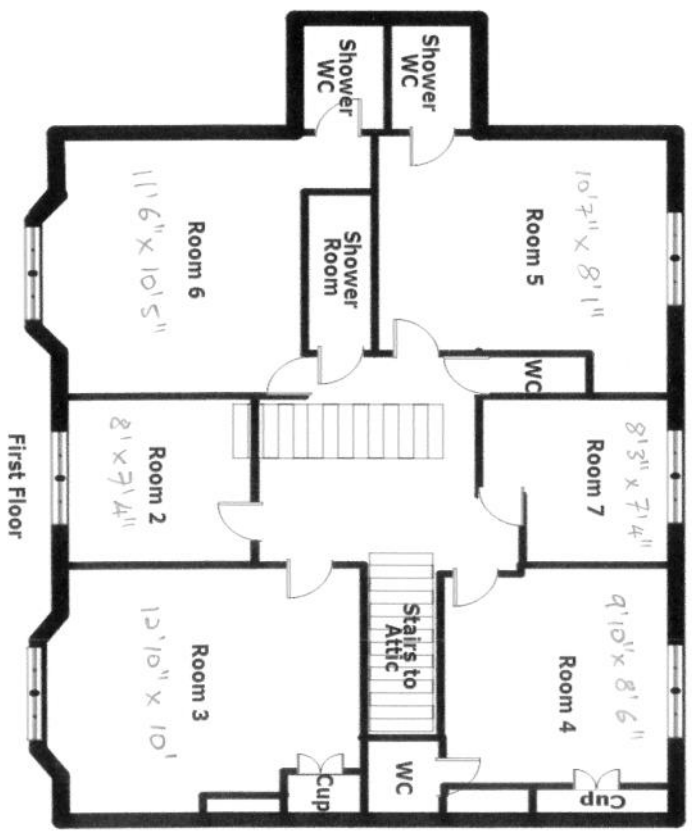 Shower
WC
Shower
WC
10'7" x 8'1"
Room 5
Room 6
11'6" x 10'5"
Shower
Room
WC
8'3" x 7'4"
Room 7
Room 2
8' x 7'4"
First Floor
Stairs to
Attic
9'10" x 8'6"
Room 4
Room 3
12'10" x 10'
WC
Cup
Cup